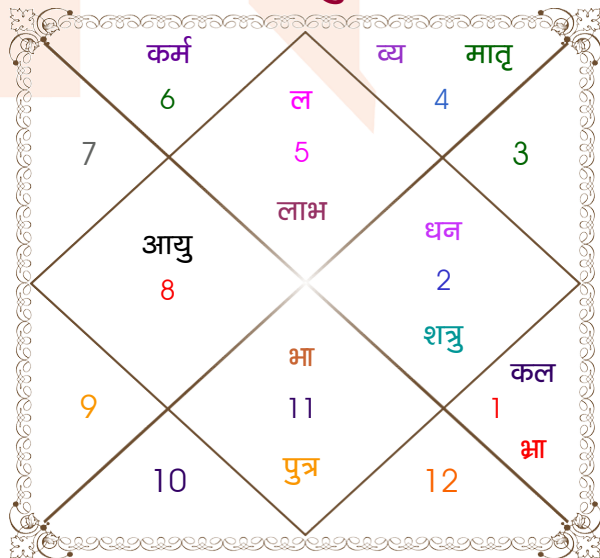 कर्म व्य मातृ
6 ल 4
7 5 3
लाभ
आयु धन
8 2
शत्रु
भा कल
9 11 1
पुत्र भ्रा
10 12